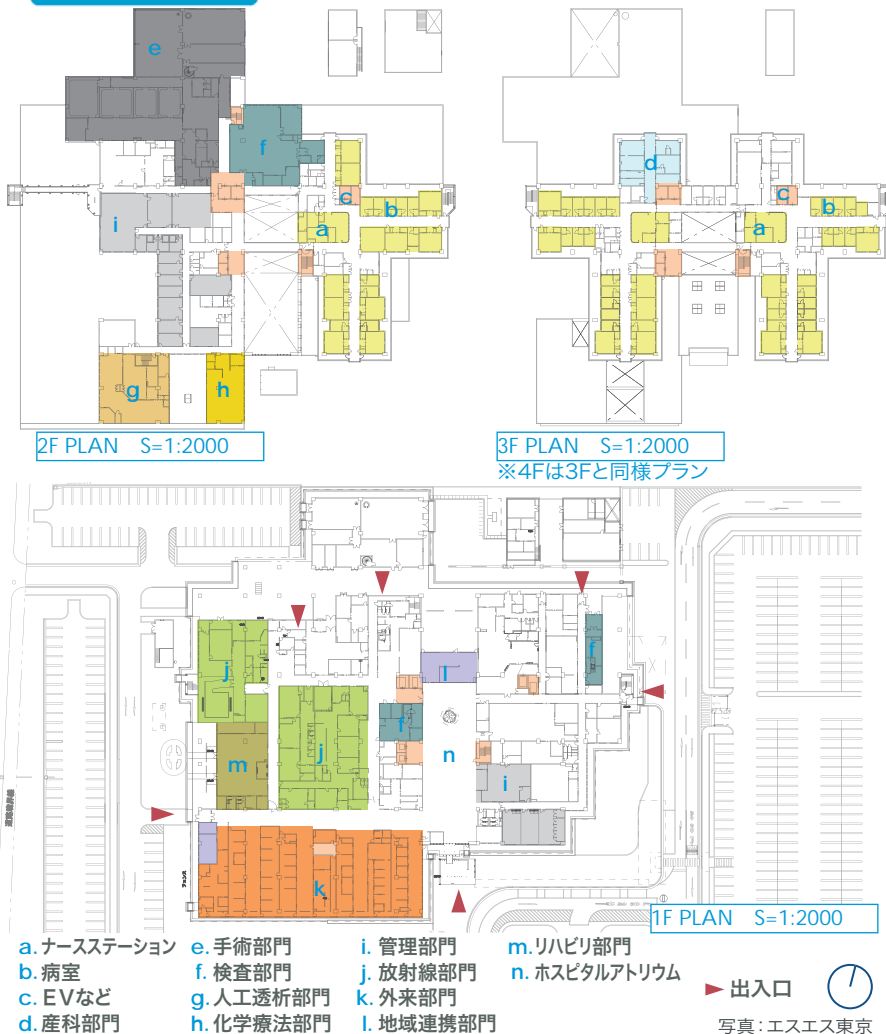 e
f
c
b
a
i
g
h
2F PLAN S=1:2000
d
c
b
a
3F PLAN S=1:2000
※4Fは3Fと同様プラン
j
l
f
f
j
n
m
i
k
1F PLAN S=1:2000
a. ナースステーション
b. 病室
c. EVなど
d. 産科部門
e. 手術部門
f. 検査部門
g. 人工透析部門
h. 化学療法部門
i. 管理部門
j. 放射線部門
k. 外来部門
l. 地域連携部門
m. リハビリ部門
n. ホスピタルアトリウム
出入口
写真：エスエス東京